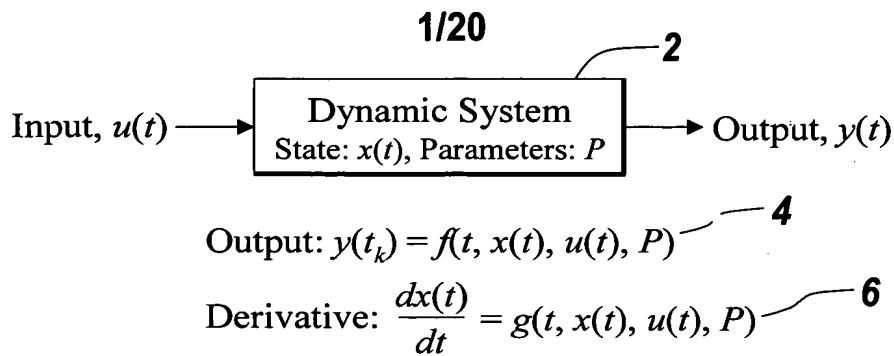 1/20
2
Input, u(t)
Dynamic System
State: x(t), Parameters: P
Output, y(t)
Output: y(t_k) = f(t, x(t), u(t), P)
4
Derivative: dx(t)/dt = g(t, x(t), u(t), P)
6